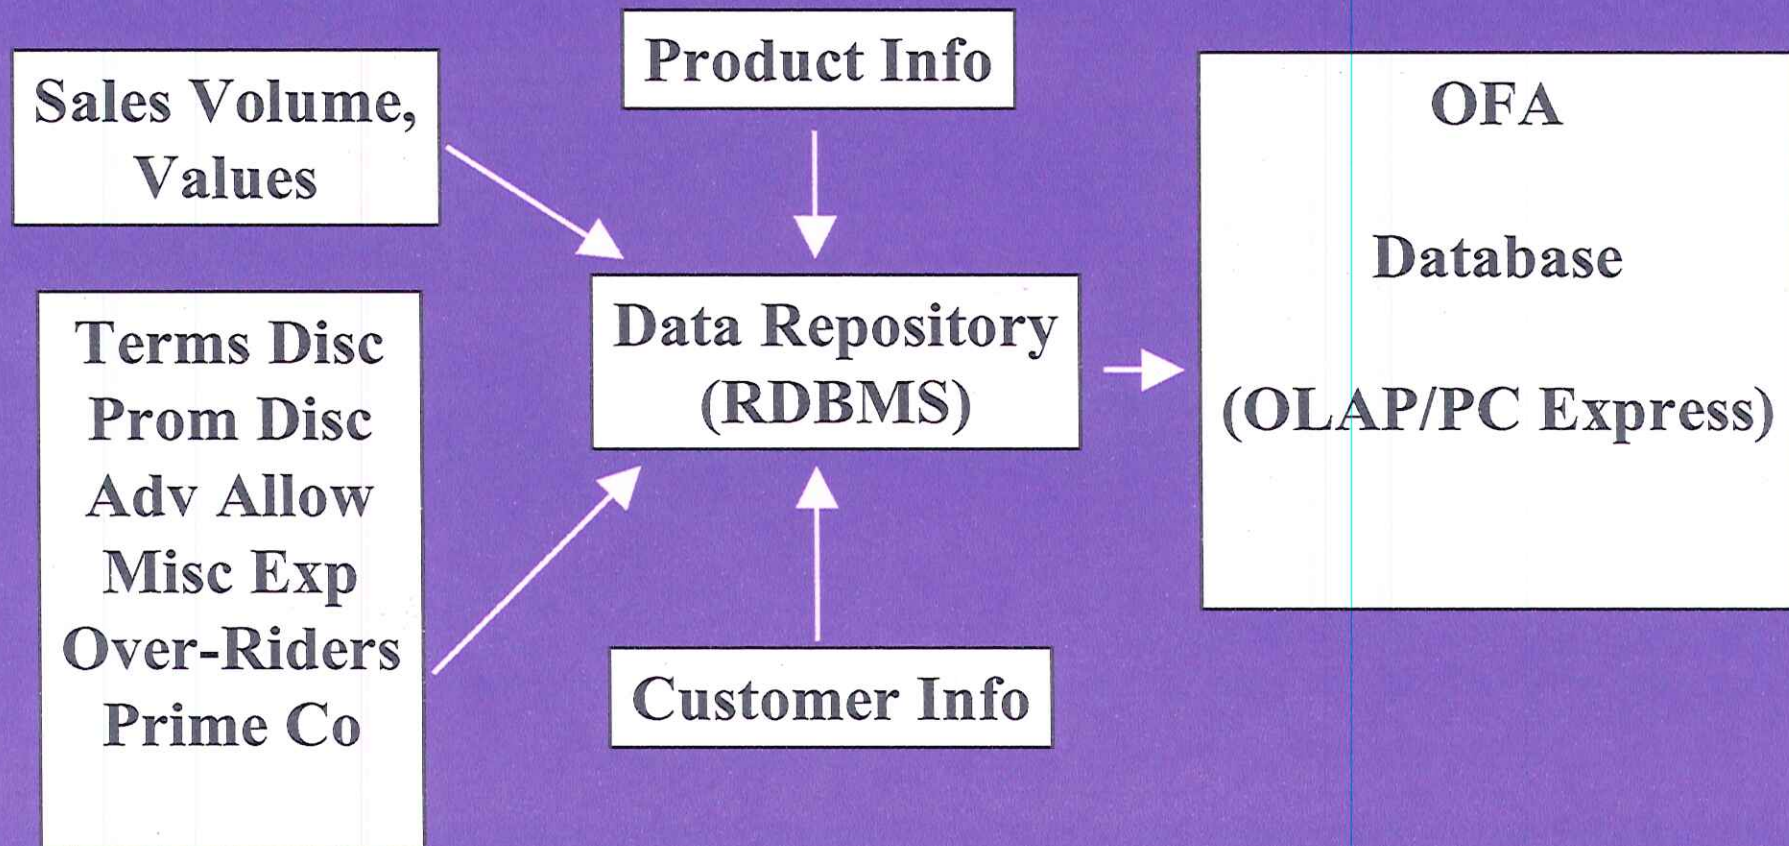 Sales Volume,
Values
Product Info
OFA
Database
(OLAP/PC Express)
Data Repository
(RDBMS)
Terms Disc
Prom Disc
Adv Allow
Misc Exp
Over-Riders
Prime Co
Customer Info